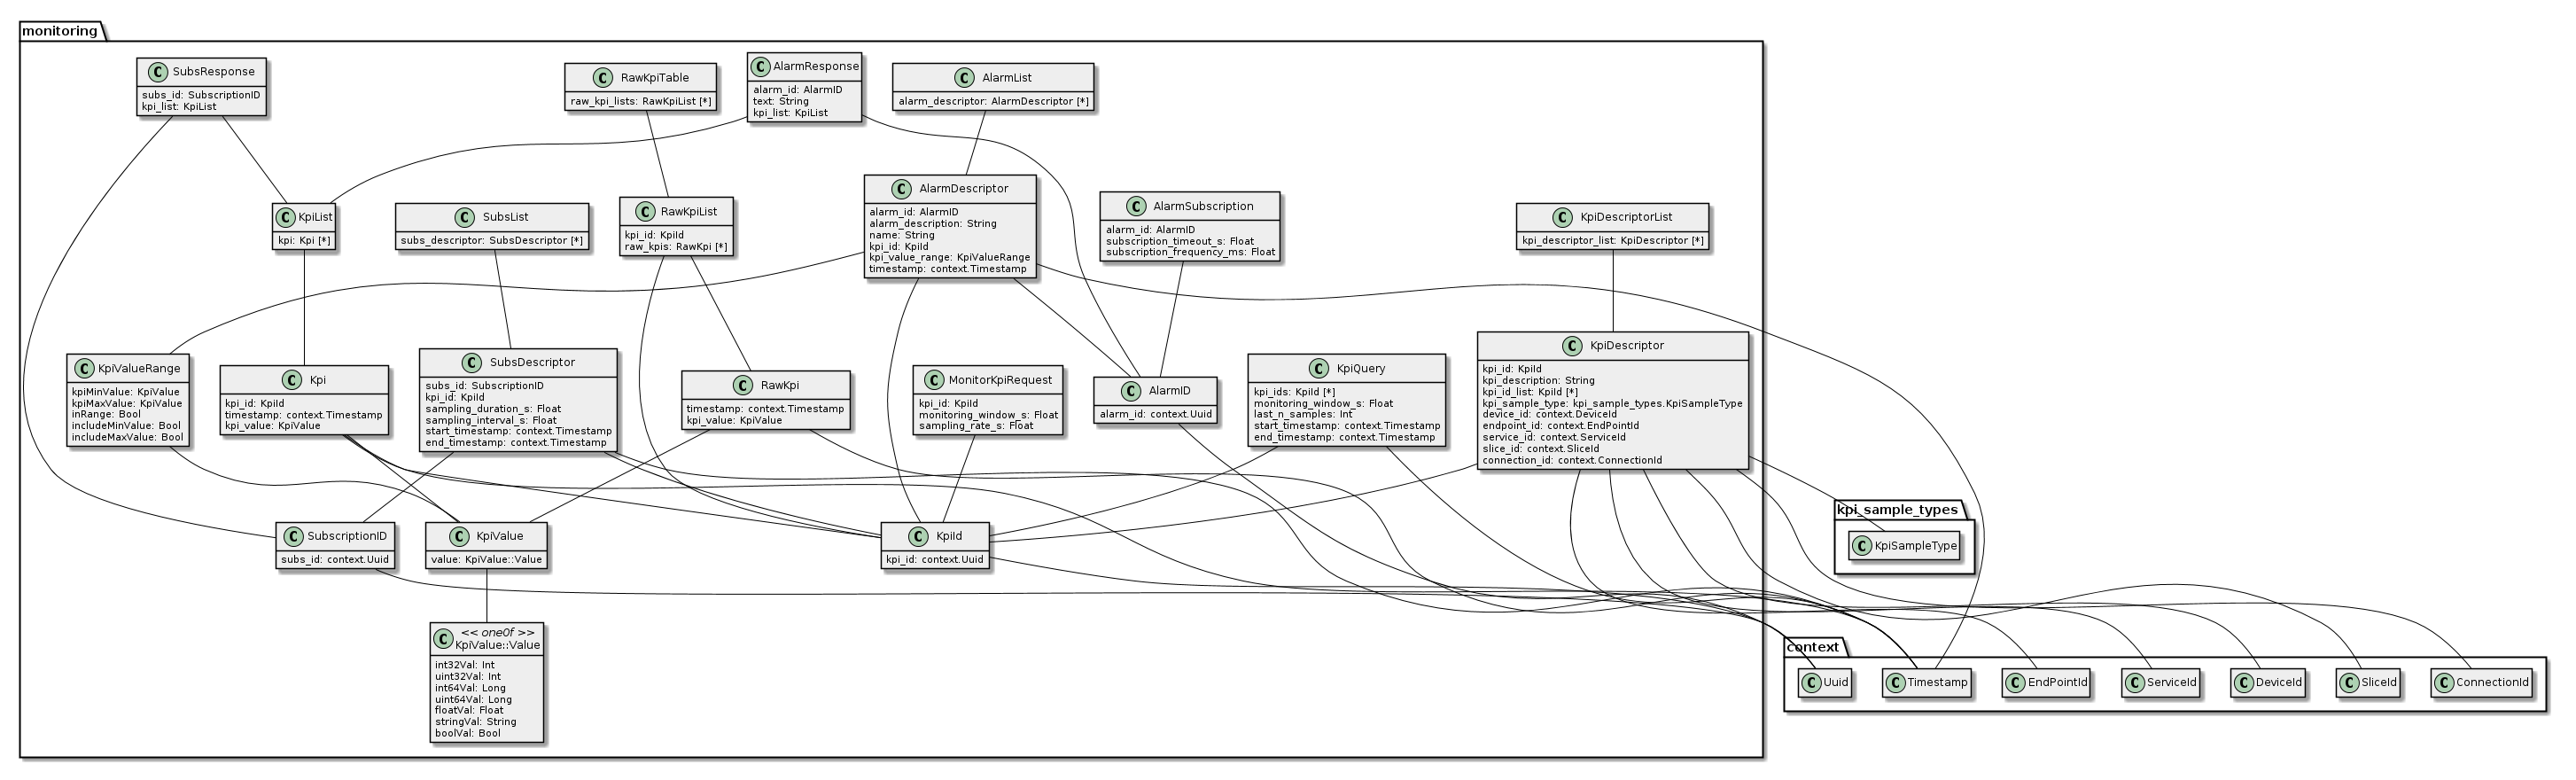 monitoring
C SubsResponse
subs_id: SubscriptionID
kpi_list: KpiList
C RawKpiTable
raw_kpi_lists: RawKpiList [*]
C AlarmResponse
alarm_id: AlarmID
text: String
kpi_list: KpiList
C AlarmList
alarm_descriptor: AlarmDescriptor [*]
C KpiList
kpi: Kpi [*]
C SubsList
subs_descriptor: SubsDescriptor [*]
C RawKpiList
kpi_id: KpiId
raw_kpis: RawKpi [*]
C AlarmDescriptor
alarm_id: AlarmID
alarm_description: String
name: String
kpi_id: KpiId
kpi_value_range: KpiValueRange
timestamp: context.Timestamp
C AlarmSubscription
alarm_id: AlarmID
subscription_timeout_s: Float
subscription_frequency_ms: Float
C KpiDescriptorList
kpi_descriptor_list: KpiDescriptor [*]
C KpiValueRange
kpiMinValue: KpiValue
kpiMaxValue: KpiValue
inRange: Bool
includeMinValue: Bool
includeMaxValue: Bool
C Kpi
kpi_id: KpiId
timestamp: context.Timestamp
kpi_value: KpiValue
C SubsDescriptor
subs_id: SubscriptionID
kpi_id: KpiId
sampling_duration_s: Float
sampling_interval_s: Float
start_timestamp: context.Timestamp
end_timestamp: context.Timestamp
C RawKpi
timestamp: context.Timestamp
kpi_value: KpiValue
C MonitorKpiRequest
kpi_id: KpiId
monitoring_window_s: Float
sampling_rate_s: Float
C AlarmID
alarm_id: context.Uuid
C KpiQuery
kpi_ids: KpiId [*]
monitoring_window_s: Float
last_n_samples: Int
start_timestamp: context.Timestamp
end_timestamp: context.Timestamp
C KpiDescriptor
kpi_id: KpiId
kpi_description: String
kpi_id_list: KpiId [*]
kpi_sample_type: kpi_sample_types.KpiSampleType
device_id: context.DeviceId
endpoint_id: context.EndPointId
service_id: context.ServiceId
slice_id: context.SliceId
connection_id: context.ConnectionId
C SubscriptionID
subs_id: context.Uuid
C KpiValue
value: KpiValue::Value
C KpiId
kpi_id: context.Uuid
kpi_sample_types
C KpiSampleType
C << oneOf >>
KpiValue::Value
int32Val: Int
uint32Val: Int
int64Val: Long
uint64Val: Long
floatVal: Float
stringVal: String
boolVal: Bool
context
C Uuid
C Timestamp
C EndPointId
C ServiceId
C DeviceId
C SliceId
C ConnectionId